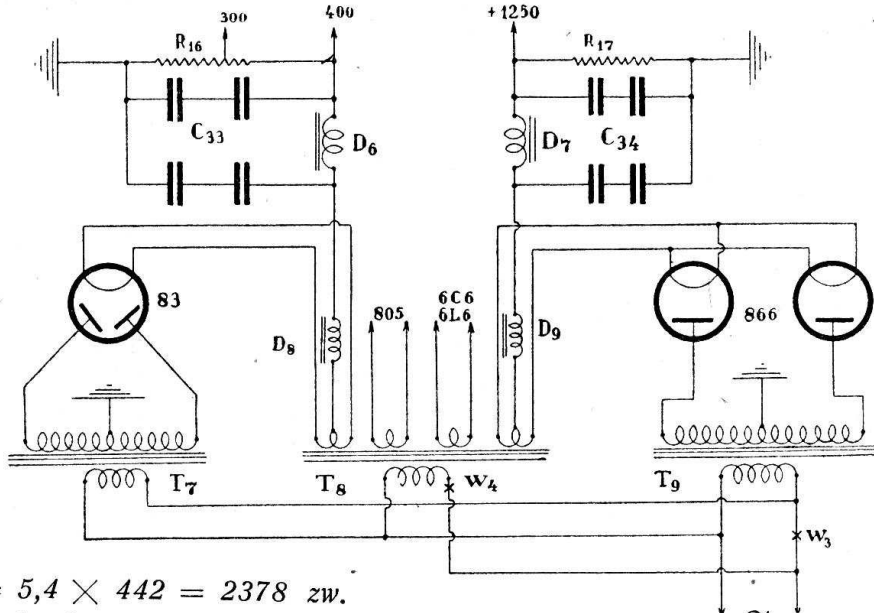 300
400
+1250
R16
R17
C33
D6
D7
C34
83
D8
805
6C6
6L6
D9
866
T7
T8
W4
T9
W3
5,4 × 442 = 2378 zw.